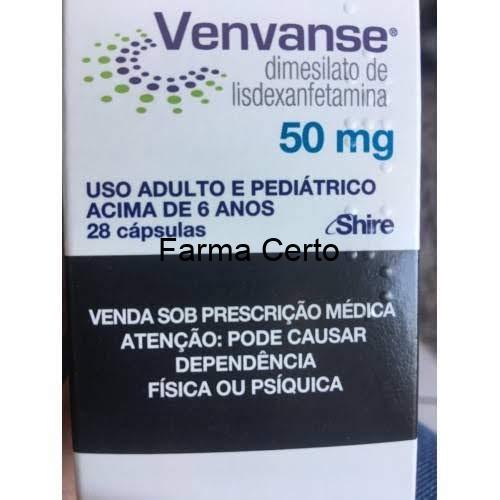 Venvanse®
dimesilato de
lisdexanfetamina
50 mg
USO ADULTO E PEDIÁTRICO
ACIMA DE 6 ANOS
28 cápsulas
Shire
Farma Certo
VENDA SOB PRESCRIÇÃO MÉDICA
ATENÇÃO: PODE CAUSAR
DEPENDÊNCIA
FÍSICA OU PSÍQUICA